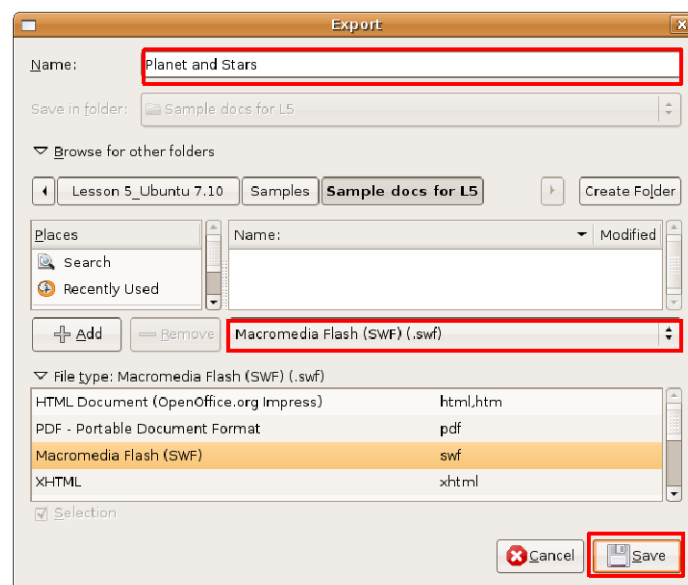 Export
Name: Planet and Stars
Save in folder: Sample docs for L5
Browse for other folders
Lesson 5_Ubuntu 7.10 Samples Sample docs for L5 Create Folder
Places Name: Modified
Search
Recently Used
Add Remove Macromedia Flash (SWF) (.swf)
File type: Macromedia Flash (SWF) (.swf)
HTML Document (OpenOffice.org Impress) html,htm
PDF - Portable Document Format pdf
Macromedia Flash (SWF) swf
XHTML xhtml
Selection
Cancel Save